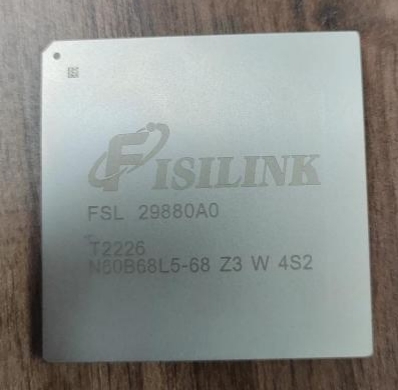 FISILINK
FSL 29880A0
T2226
N60B68L5-68 Z3 W 4S2